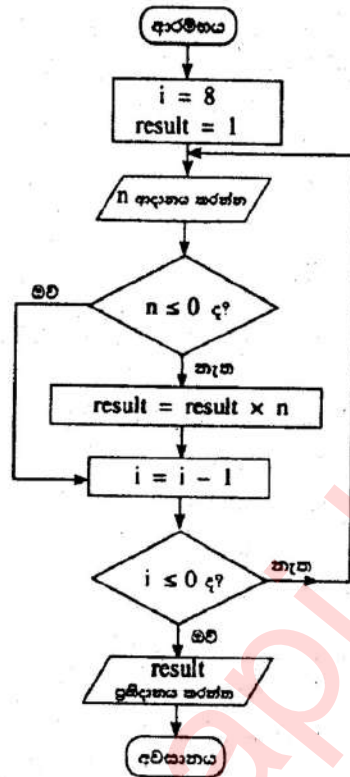 ආරම්භය
i = 8
result = 1
n ආදානය කරන්න
n ≤ 0 ද?
ඔව්
නැත
result = result × n
i = i - 1
i ≤ 0 ද?
නැත
ඔව්
result
ප්‍රතිදානය කරන්න
අවසානය